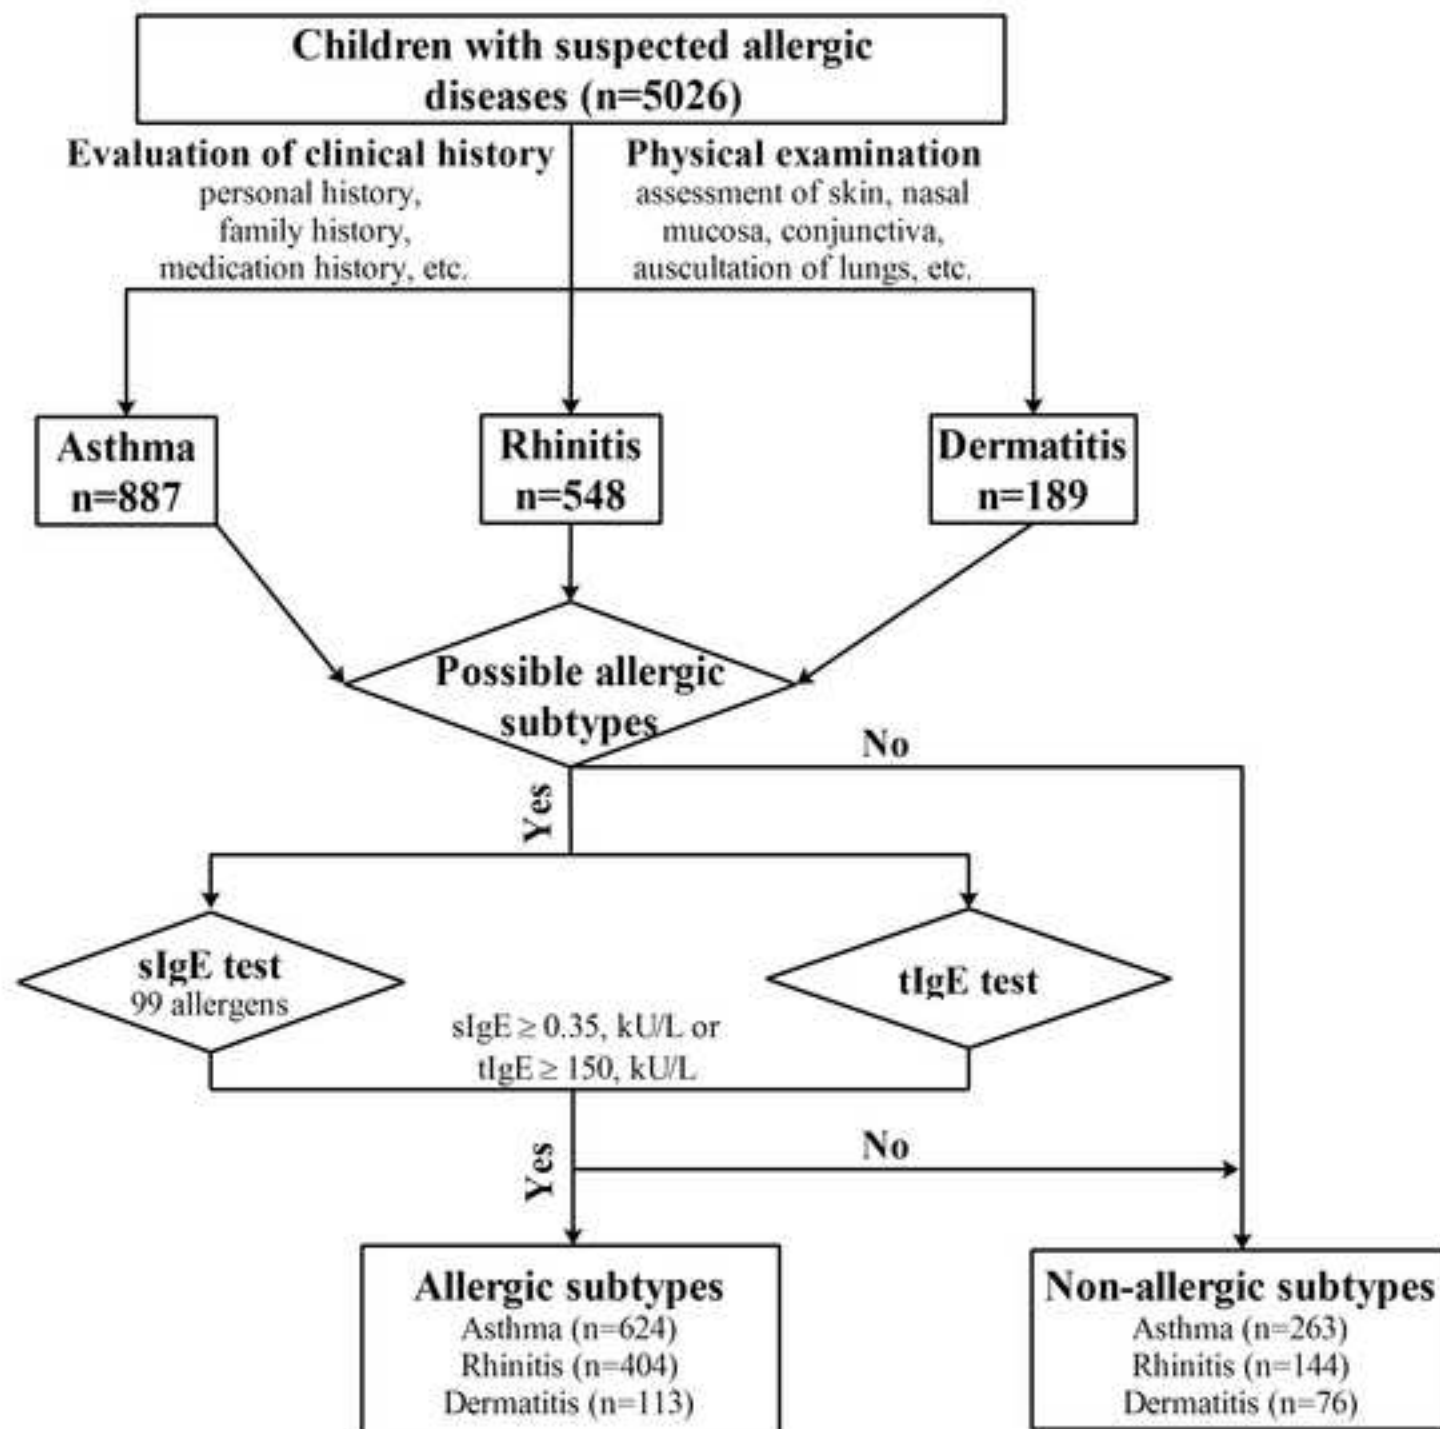 Children with suspected allergic
diseases (n=5026)
Evaluation of clinical history
personal history,
family history,
medication history, etc.
Physical examination
assessment of skin, nasal
mucosa, conjunctiva,
auscultation of lungs, etc.
Asthma
n=887
Rhinitis
n=548
Dermatitis
n=189
Possible allergic
subtypes
No
Yes
sIgE test
99 allergens
tIgE test
sIgE ≥ 0.35, kU/L or
tIgE ≥ 150, kU/L
No
Yes
Allergic subtypes
Asthma (n=624)
Rhinitis (n=404)
Dermatitis (n=113)
Non-allergic subtypes
Asthma (n=263)
Rhinitis (n=144)
Dermatitis (n=76)